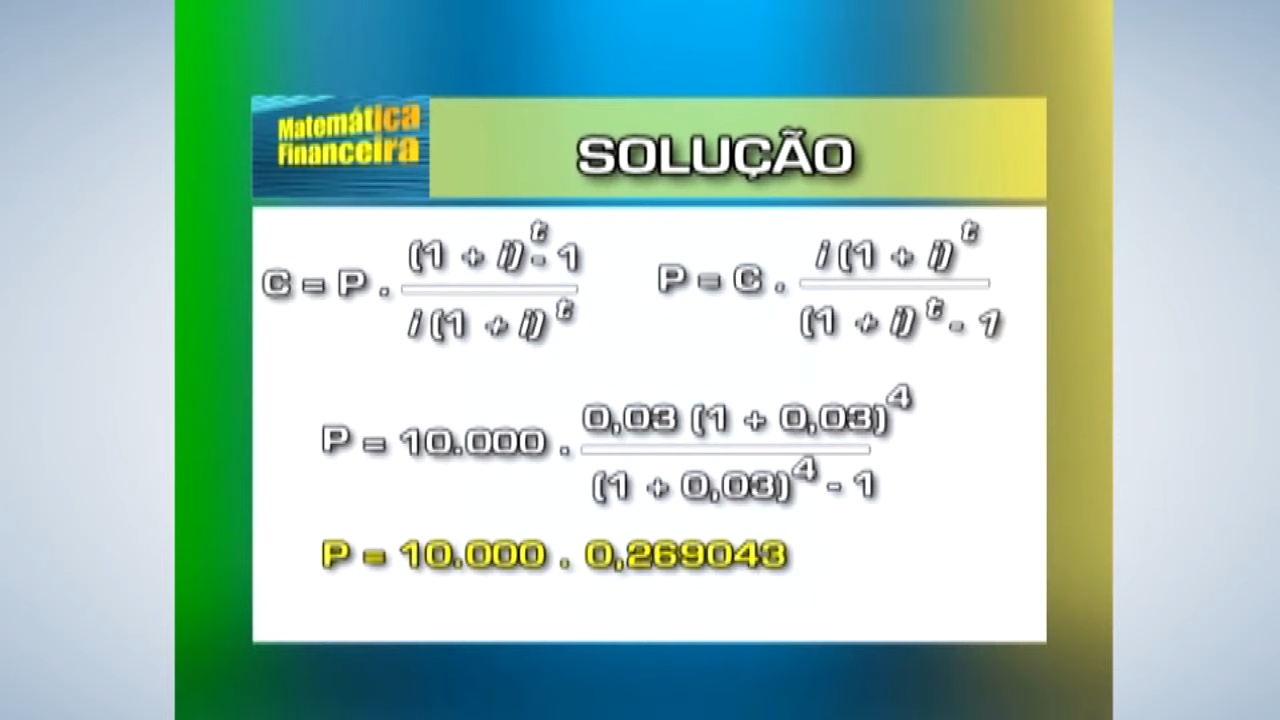 Matemática
Financeira
SOLUÇÃO
C = P . (1 + i)^t - 1 / i (1 + i)^t
P = C . i (1 + i)^t / (1 + i)^t - 1
P = 10.000 . 0,03 (1 + 0,03)^4 / (1 + 0,03)^4 - 1
P = 10.000 . 0,269043